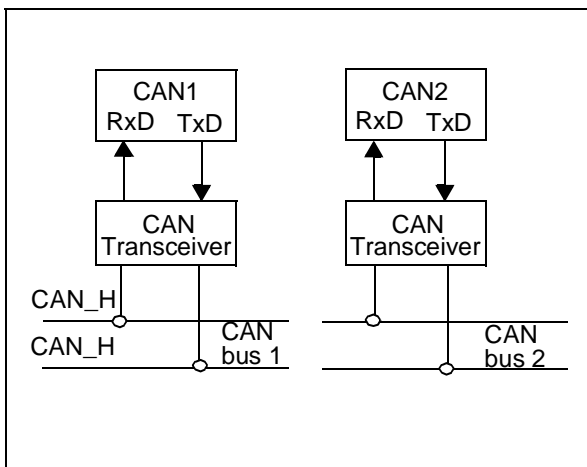 CAN1
RxD TxD
CAN
Transceiver
CAN_H
CAN_H
CAN
bus 1
CAN2
RxD TxD
CAN
Transceiver
CAN
bus 2